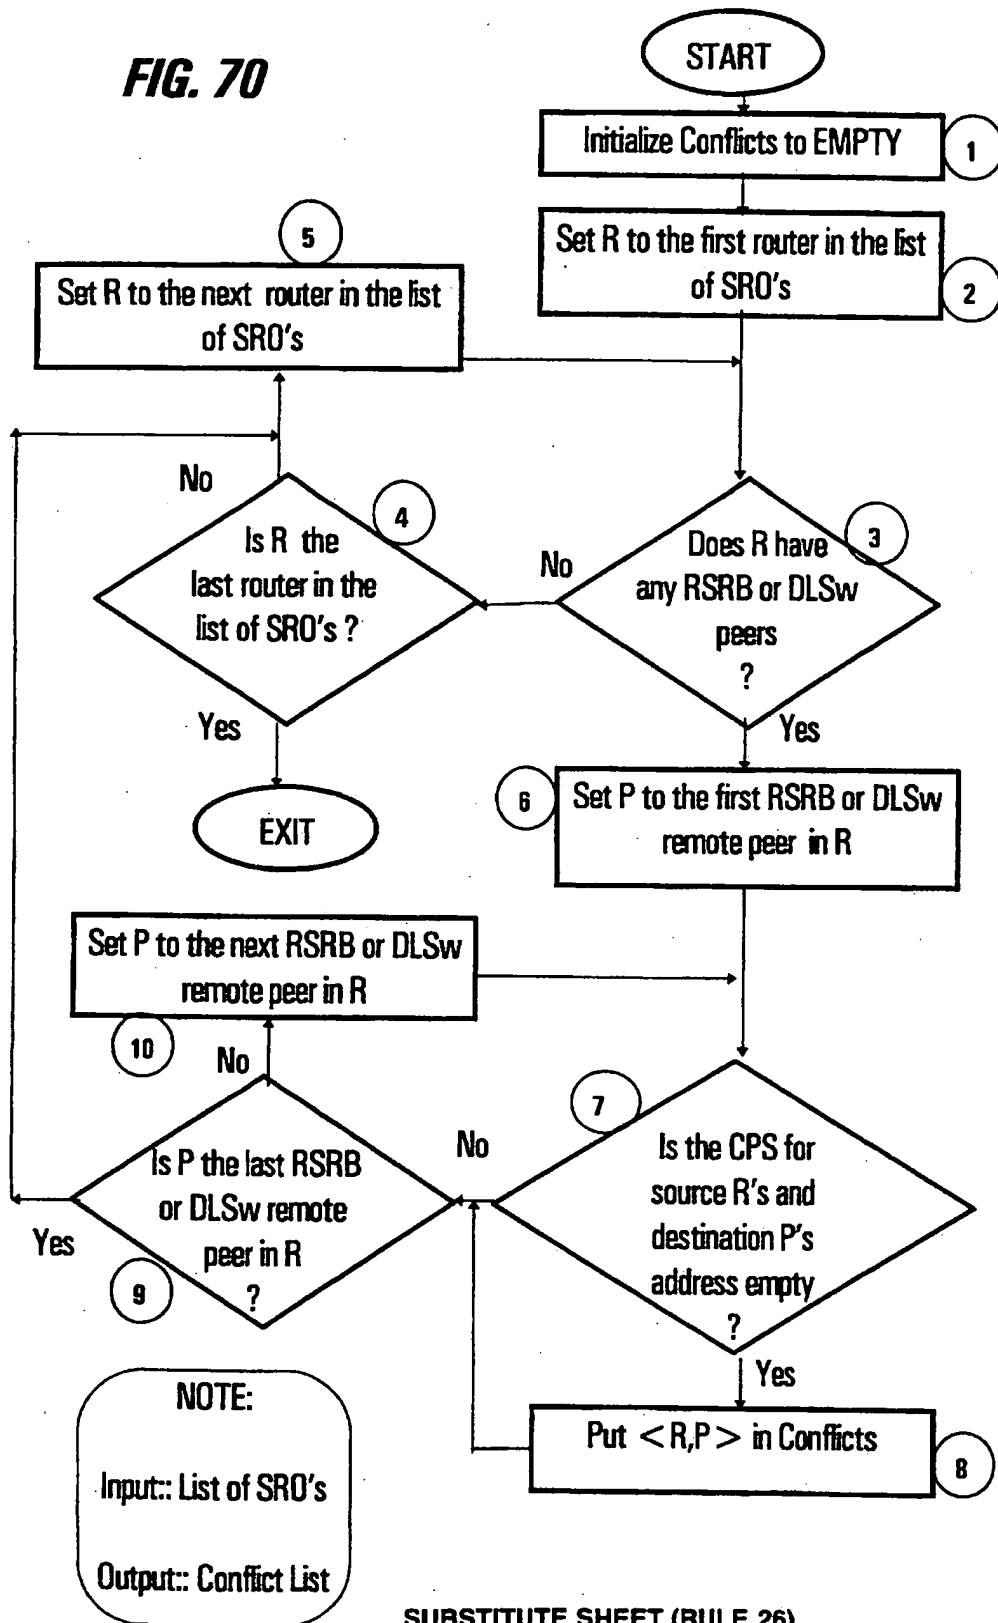 FIG. 70
START
Initialize Conflicts to EMPTY
1
Set R to the first router in the list
of SRO's
2
5
Set R to the next router in the list
of SRO's
No
4
Is R the
last router in the
list of SRO's ?
Yes
EXIT
No
3
Does R have
any RSRB or DLSw
peers
?
Yes
6
Set P to the first RSRB or DLSw
remote peer in R
Set P to the next RSRB or DLSw
remote peer in R
10
No
Is P the last RSRB
or DLSw remote
peer in R
?
Yes
9
No
7
Is the CPS for
source R's and
destination P's
address empty
?
Yes
Put <R,P> in Conflicts
8
NOTE:
Input:: List of SRO's
Output:: Conflict List
SUBSTITUTE SHEET (RULE 26)